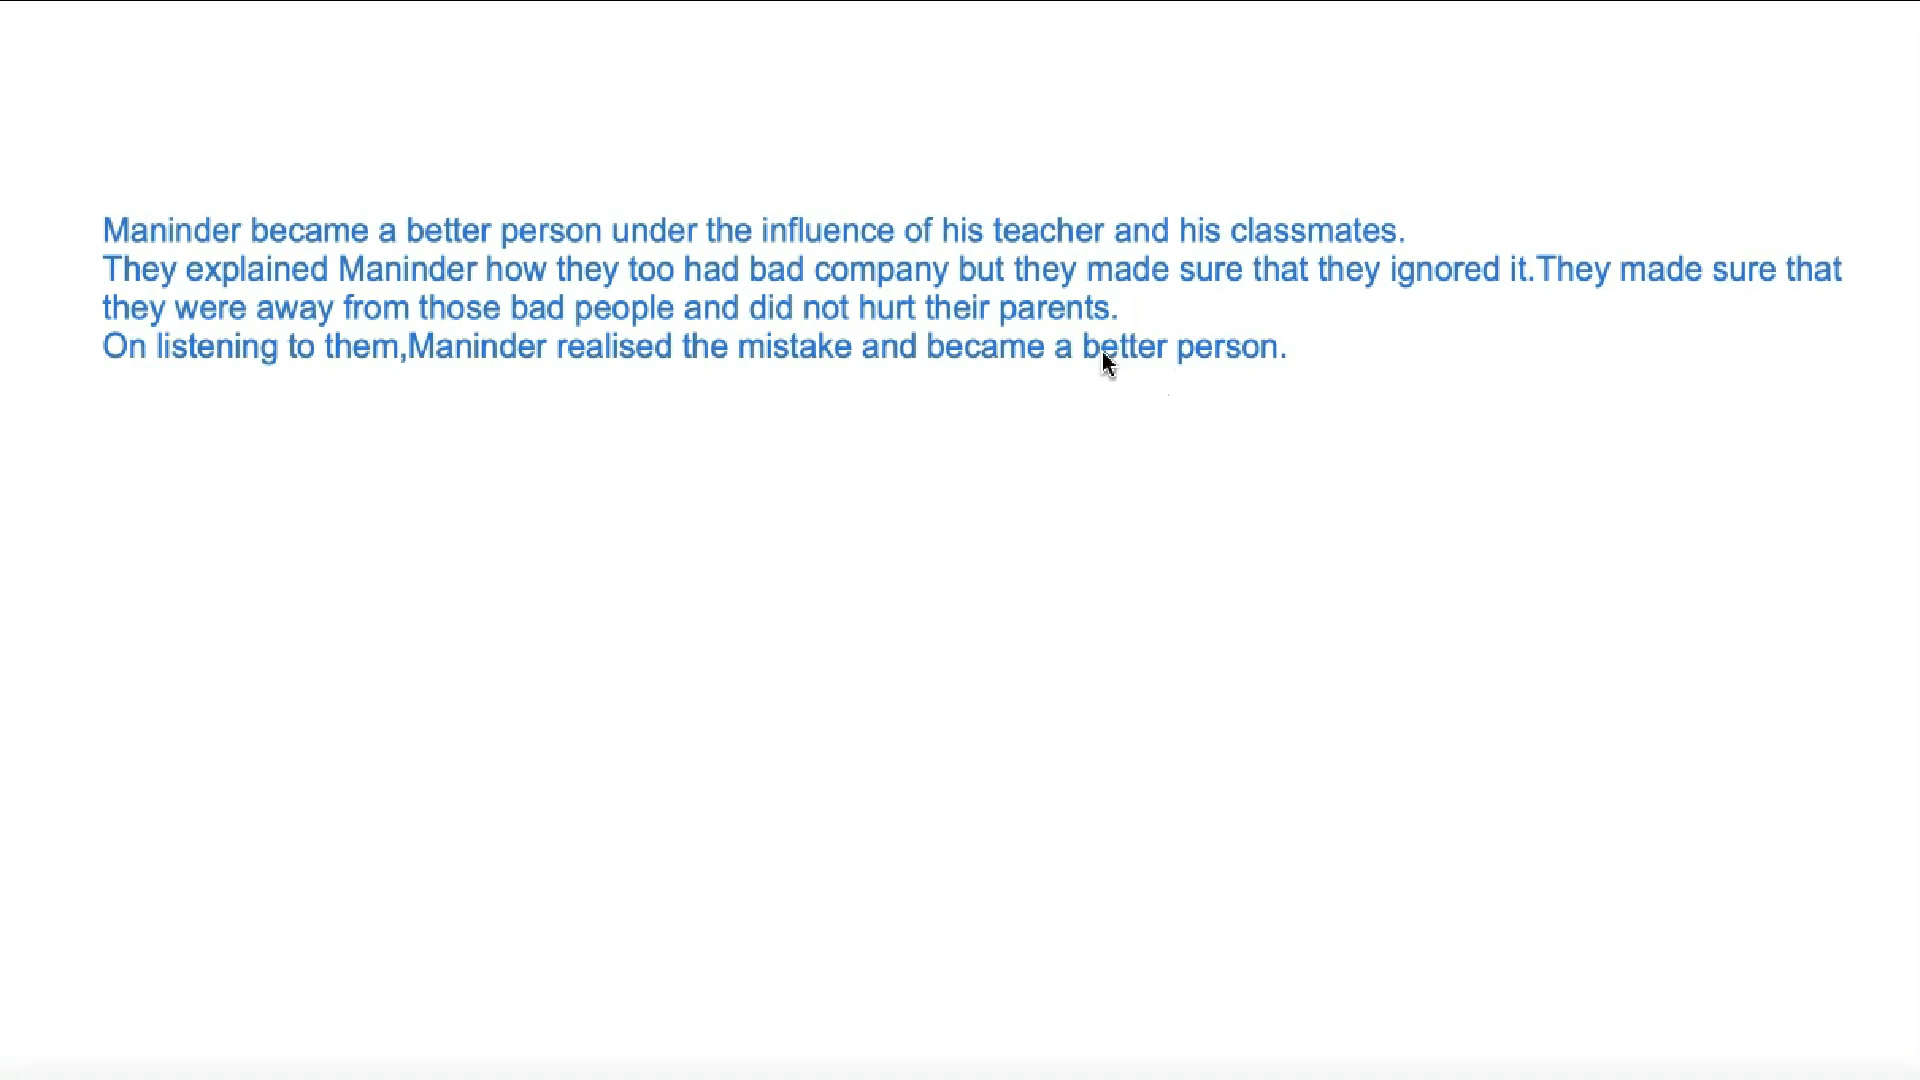 Maninder became a better person under the influence of his teacher and his classmates.
They explained Maninder how they too had bad company but they made sure that they ignored it.They made sure that
they were away from those bad people and did not hurt their parents.
On listening to them,Maninder realised the mistake and became a better person.